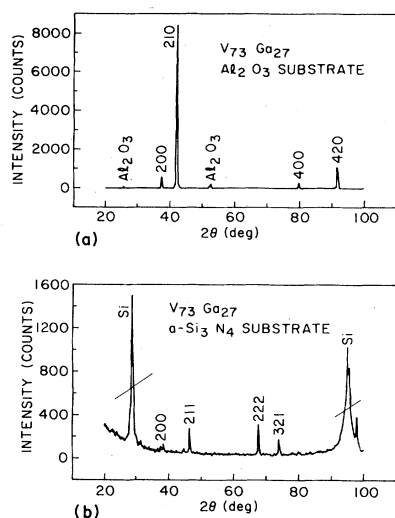 INTENSITY (COUNTS)
8000
6000
4000
2000
0
V73 Ga27
Al2 O3 SUBSTRATE
Al2 O3
200
210
Al2 O3
400
420
20
40
60
80
100
2θ (deg)
(a)
INTENSITY (COUNTS)
1600
1200
800
400
0
V73 Ga27
a-Si3 N4 SUBSTRATE
Si
200
211
222
321
Si
20
40
60
80
100
2θ (deg)
(b)